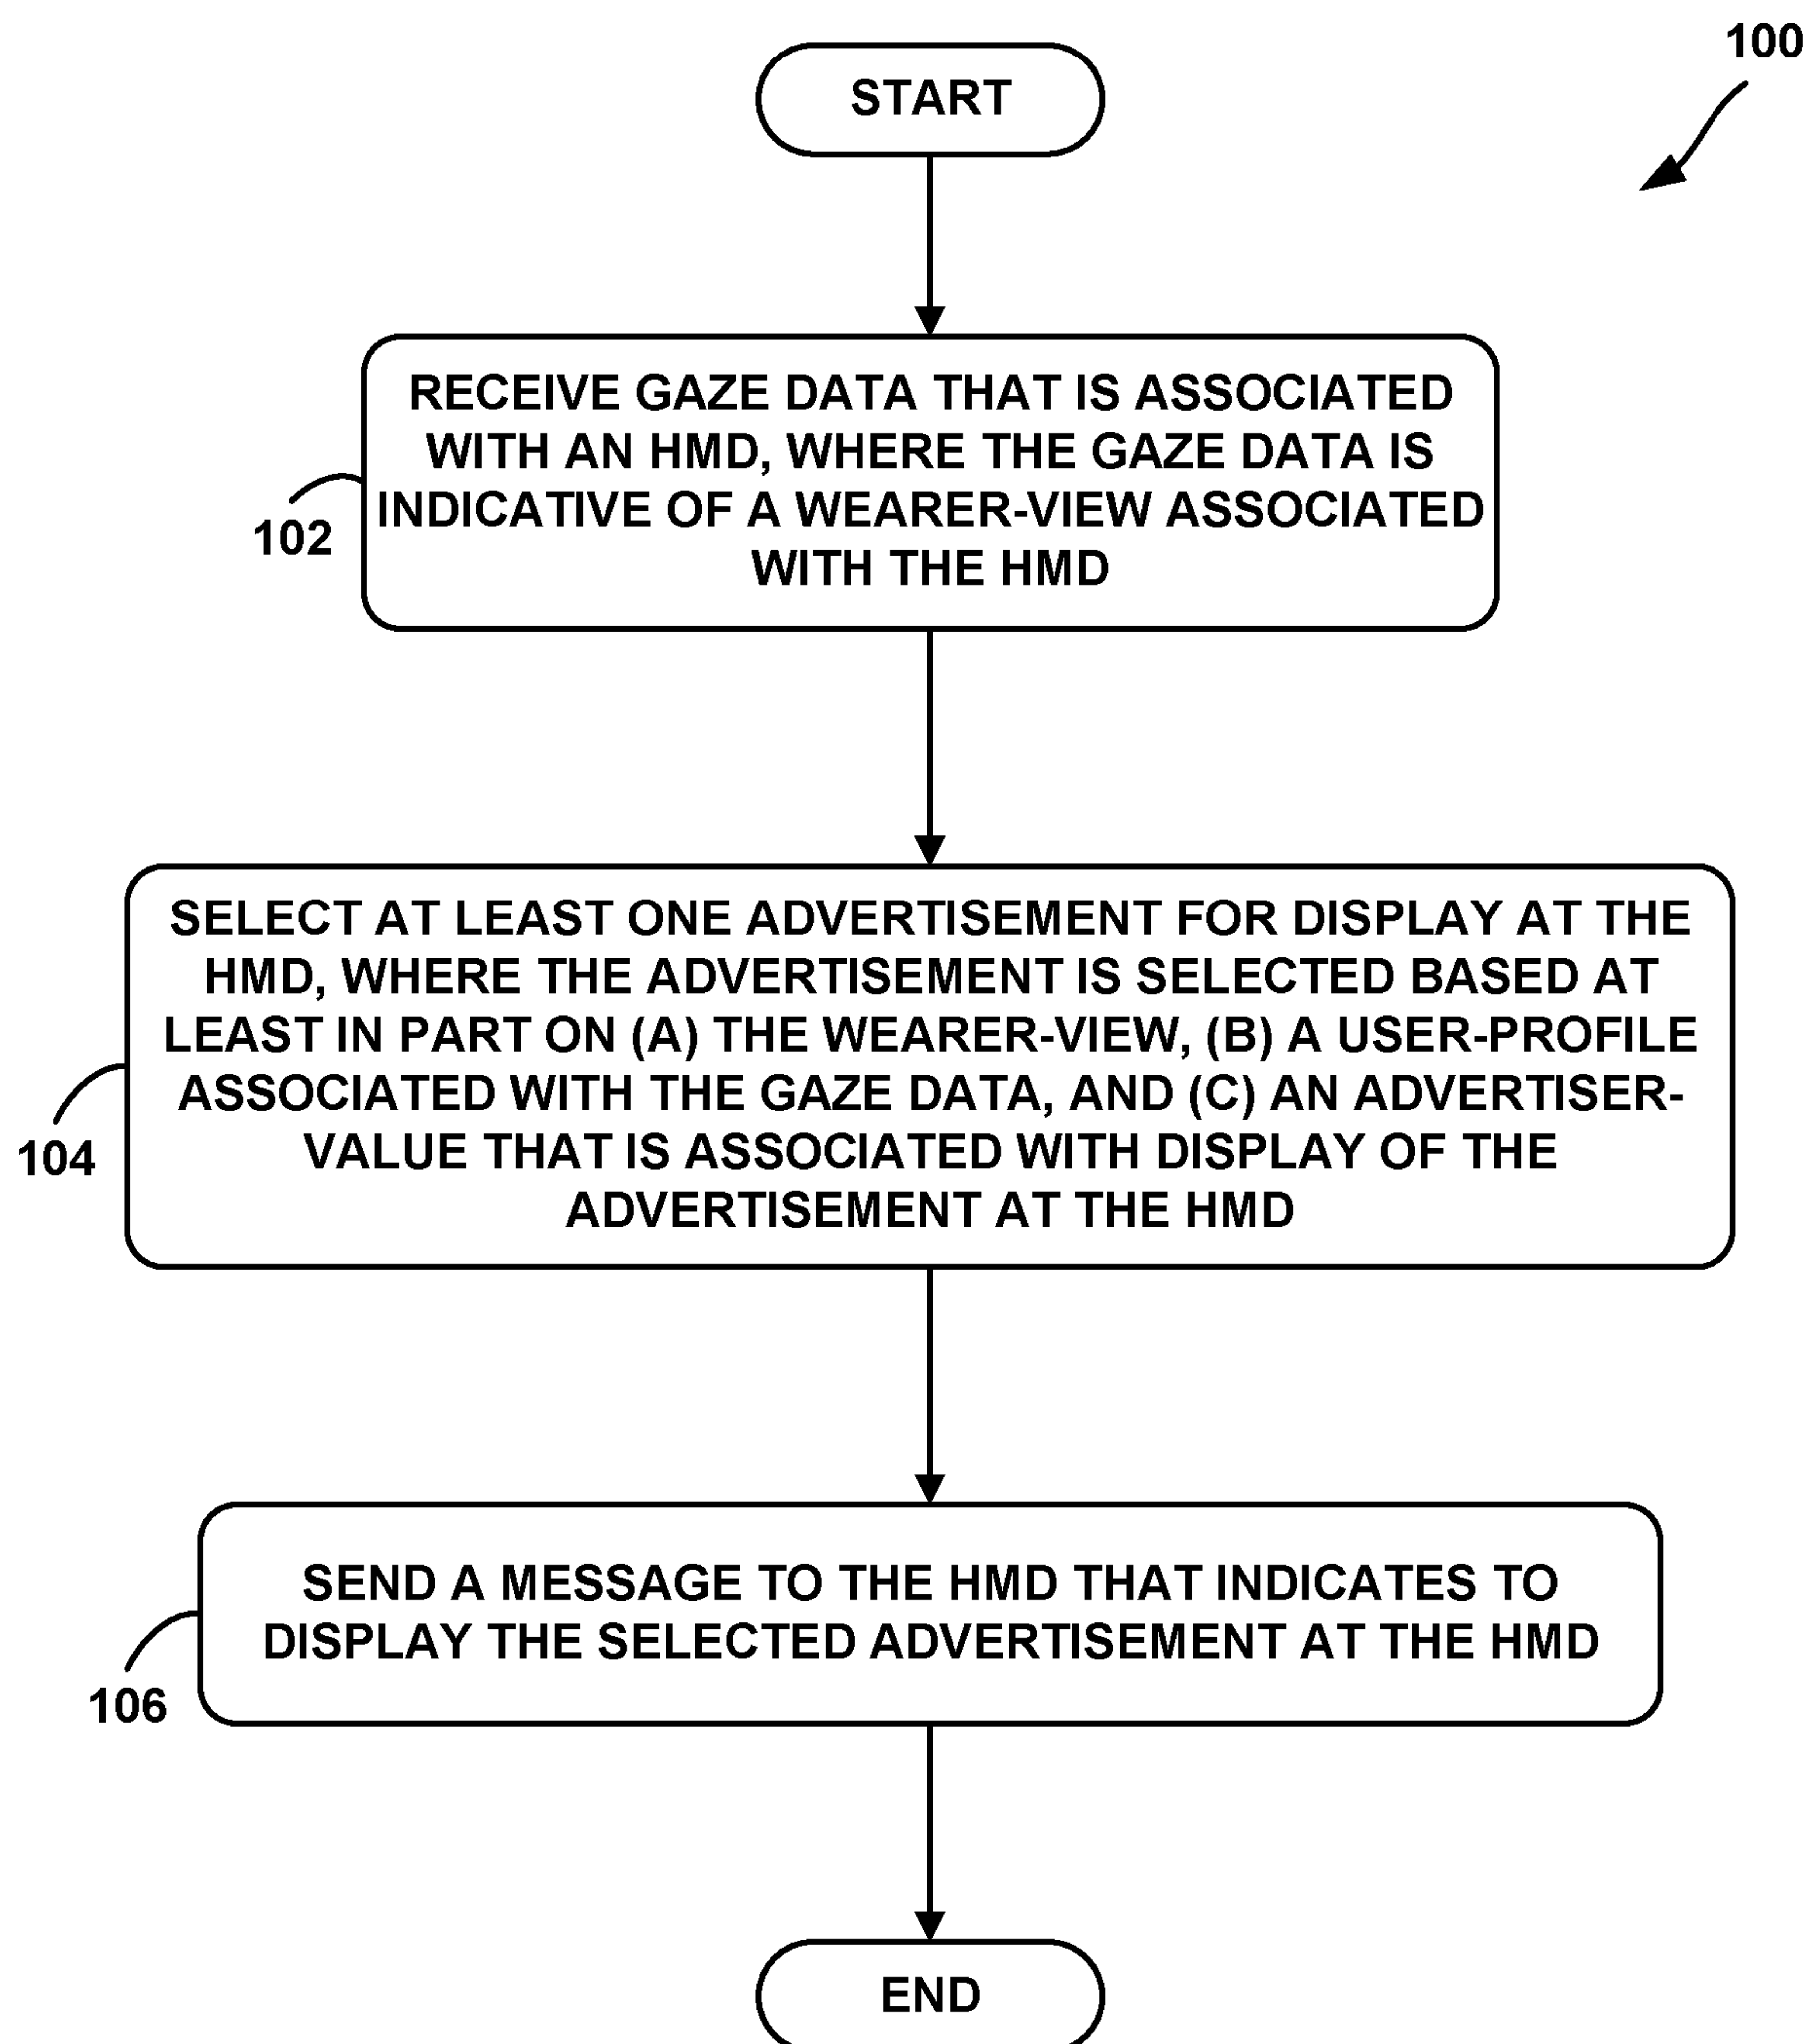 100
START
RECEIVE GAZE DATA THAT IS ASSOCIATED
WITH AN HMD, WHERE THE GAZE DATA IS
INDICATIVE OF A WEARER-VIEW ASSOCIATED
WITH THE HMD
102
SELECT AT LEAST ONE ADVERTISEMENT FOR DISPLAY AT THE
HMD, WHERE THE ADVERTISEMENT IS SELECTED BASED AT
LEAST IN PART ON (A) THE WEARER-VIEW, (B) A USER-PROFILE
ASSOCIATED WITH THE GAZE DATA, AND (C) AN ADVERTISER-
VALUE THAT IS ASSOCIATED WITH DISPLAY OF THE
ADVERTISEMENT AT THE HMD
104
SEND A MESSAGE TO THE HMD THAT INDICATES TO
DISPLAY THE SELECTED ADVERTISEMENT AT THE HMD
106
END